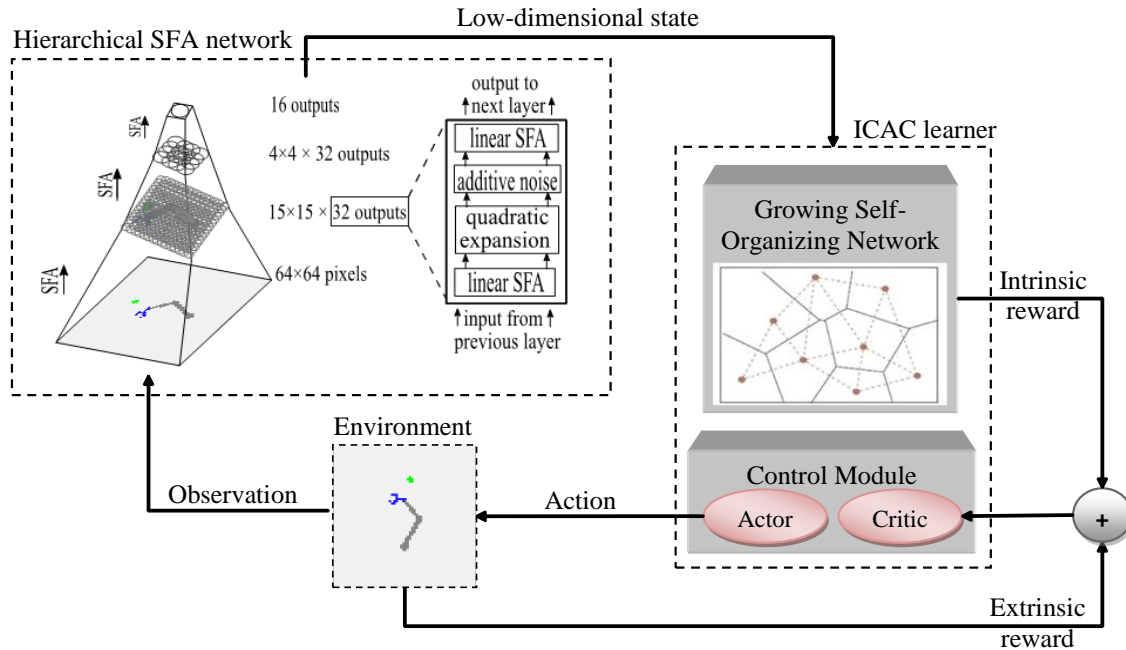 Low-dimensional state
Hierarchical SFA network
SFA
SFA
SFA
16 outputs
4×4 × 32 outputs
15×15 × 32 outputs
64×64 pixels
output to
next layer
linear SFA
additive noise
quadratic
expansion
linear SFA
input from
previous layer
ICAC learner
Growing Self-
Organizing Network
Intrinsic
reward
Environment
Observation
Action
Control Module
Actor
Critic
+
Extrinsic
reward